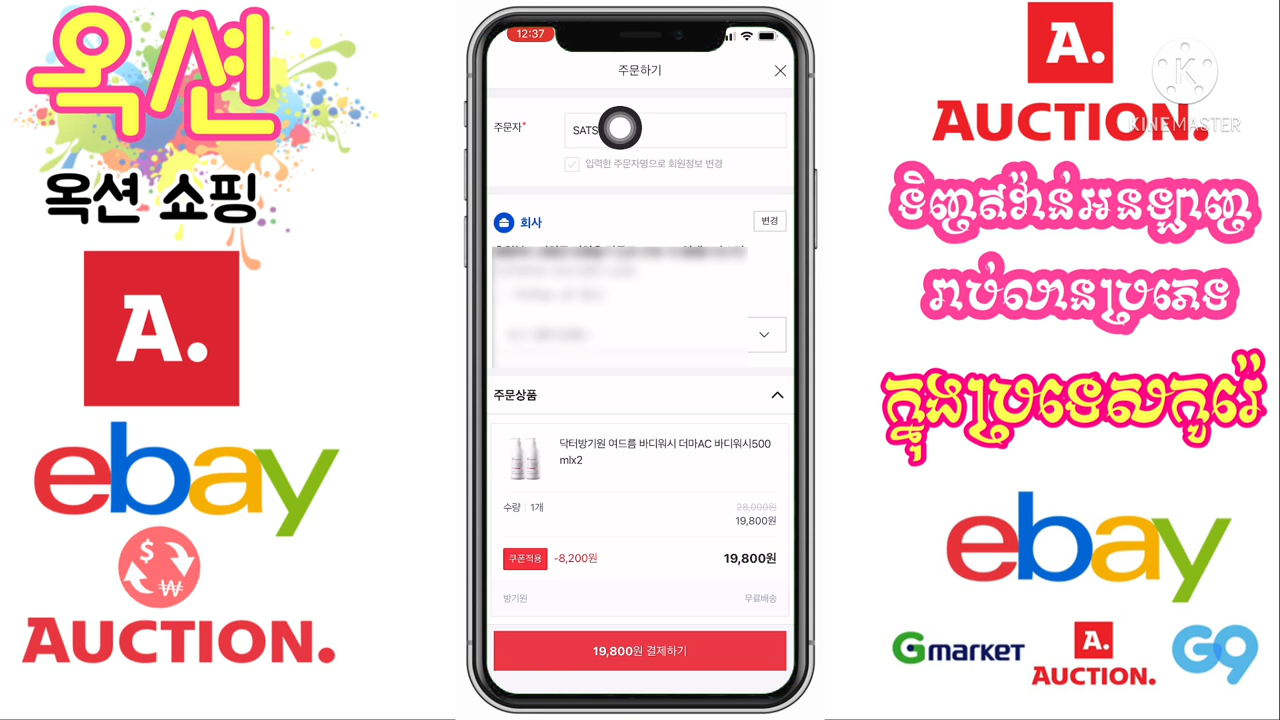 옥션
옥션 쇼핑
A.
ebay
$
₩
AUCTION.
12:37
주문하기
주문자*
SATS
입력한 주문자명으로 회원정보 변경
회사
변경
주문상품
닥터방기원 여드름 바디워시 더마AC 바디워시500
mlx2
수량 1개
28,000원
19,800원
쿠폰적용 -8,200원
19,800원
방기원
무료배송
19,800원 결제하기
A.
AUCTION.
K
KINEMASTER
ទិញឥវ៉ាន់អនឡាញ
រាប់លានប្រភេទ
ក្នុងប្រទេសកូរ៉េ
ebay
Gmarket
A.
AUCTION.
G9